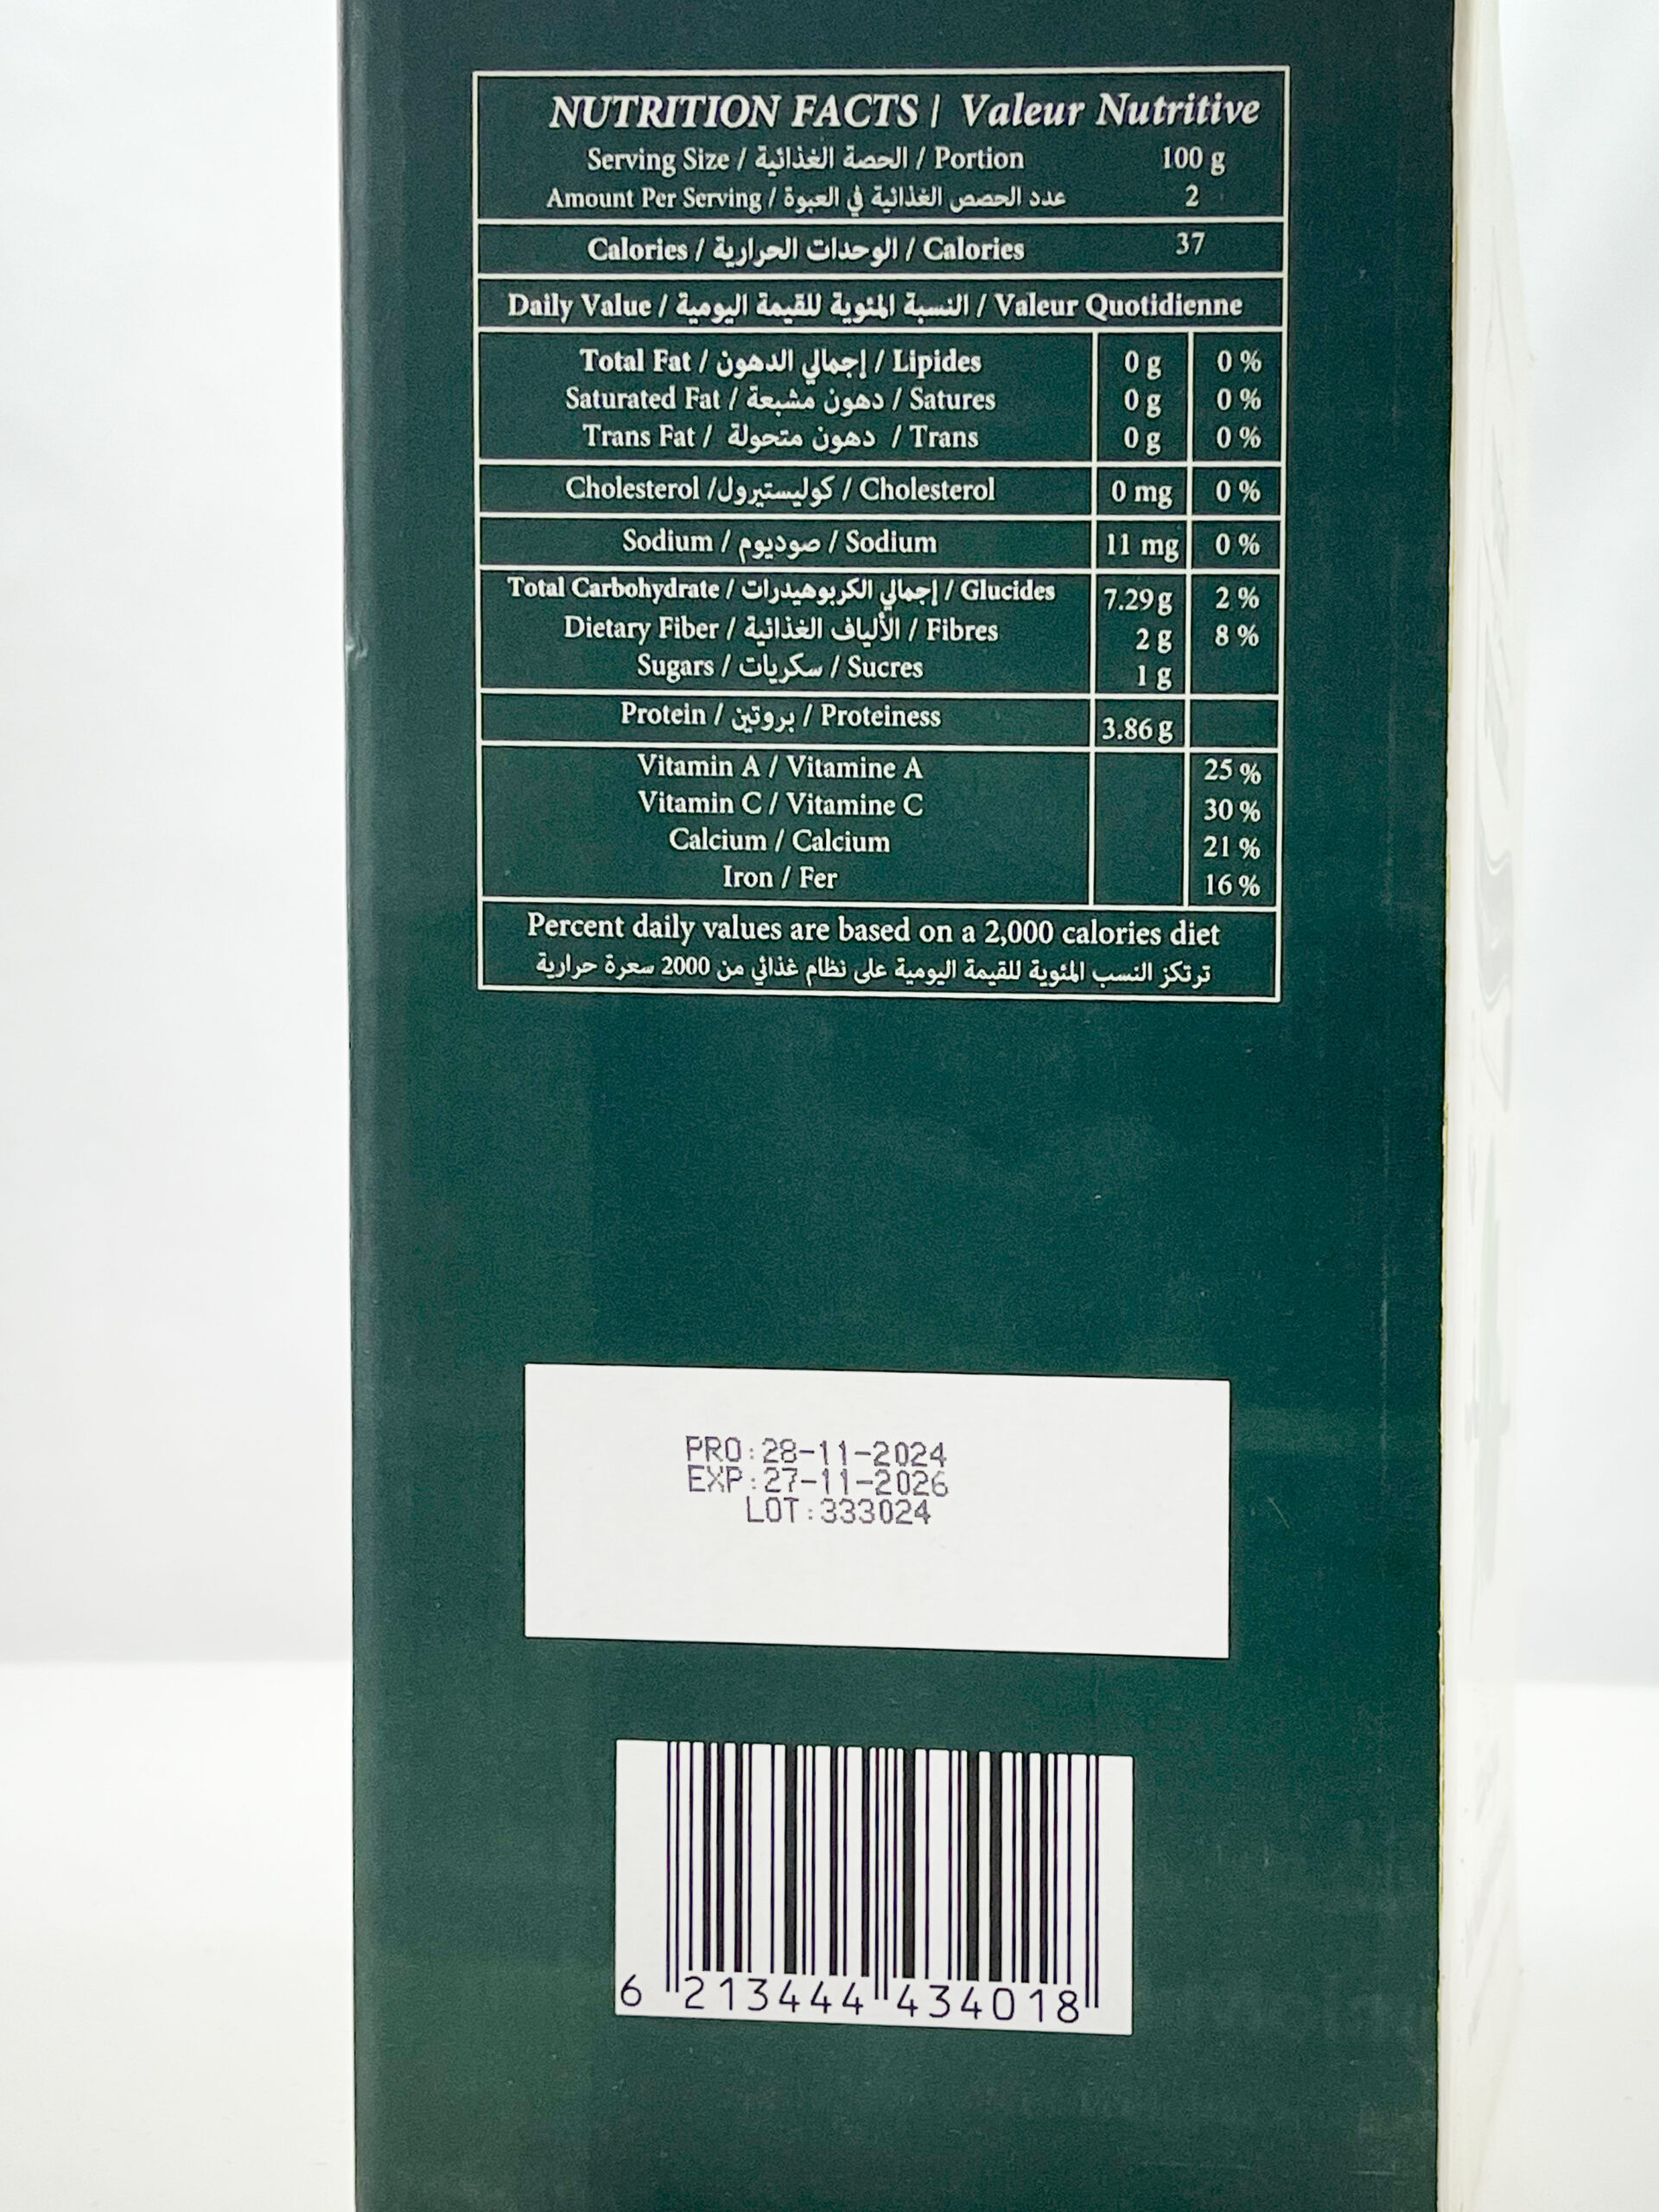 NUTRITION FACTS | Valeur Nutritive
Serving Size / الحصة الغذائية / Portion 100 g
Amount Per Serving / عدد الحصص الغذائية في العبوة 2
Calories / الوحدات الحرارية / Calories 37
Daily Value / النسبة المئوية للقيمة اليومية / Valeur Quotidienne
Total Fat / إجمالي الدهون / Lipides 0 g 0 %
Saturated Fat / دهون مشبعة / Satures 0 g 0 %
Trans Fat / دهون متحولة / Trans 0 g 0 %
Cholesterol /كوليستيرول / Cholesterol 0 mg 0 %
Sodium / صوديوم / Sodium 11 mg 0 %
Total Carbohydrate / إجمالي الكربوهيدرات / Glucides 7.29 g 2 %
Dietary Fiber / الألياف الغذائية / Fibres 2 g 8 %
Sugars / سكريات / Sucres 1 g
Protein / بروتين / Proteiness 3.86 g
Vitamin A / Vitamine A 25 %
Vitamin C / Vitamine C 30 %
Calcium / Calcium 21 %
Iron / Fer 16 %
Percent daily values are based on a 2,000 calories diet
ترتكز النسب المئوية للقيمة اليومية على نظام غذائي من 2000 سعرة حرارية
PRO:28-11-2024
EXP:27-11-2026
LOT:333024
6 213444 434018